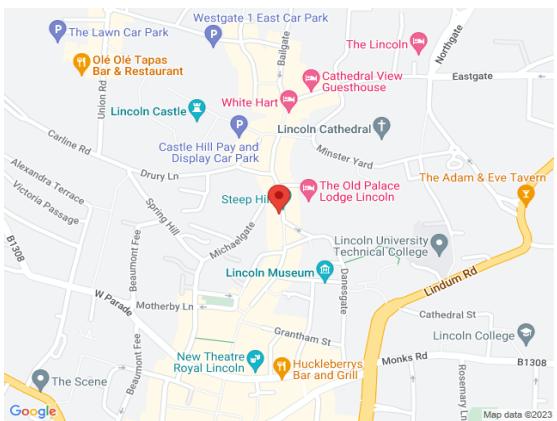 Westgate 1 East Car Park
The Lawn Car Park
Bailgate
The Lincoln
Northgate
Olé Olé Tapas
Bar & Restaurant
Union Rd
Cathedral View
Guesthouse
Eastgate
White Hart
Lincoln Castle
Lincoln Cathedral
Carline Rd
Castle Hill Pay and
Display Car Park
Minster Yard
Drury Ln
Alexandra Terrace
The Adam & Eve Tavern
Victoria Passage
Spring Hill
Steep Hil
The Old Palace
Lodge Lincoln
Michaelgate
B1308
Beaumont Fee
Lincoln University
Technical College
Lincoln Museum
Danesgate
Lindum Rd
W Parade
Motherby Ln
Cathedral St
Grantham St
Lincoln College
Beaumont Fee
New Theatre
Royal Lincoln
Monks Rd
B1308
Huckleberrys
Bar and Grill
The Scene
Rosemary Ln
Google
Map data ©2023